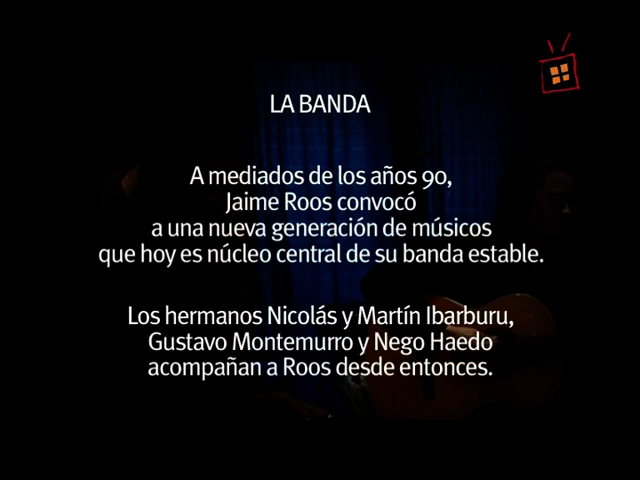 LA BANDA
A mediados de los años 90,
Jaime Roos convocó
a una nueva generación de músicos
que hoy es núcleo central de su banda estable.
Los hermanos Nicolás y Martín Ibarburu,
Gustavo Montemurro y Nego Haedo
acompañan a Roos desde entonces.